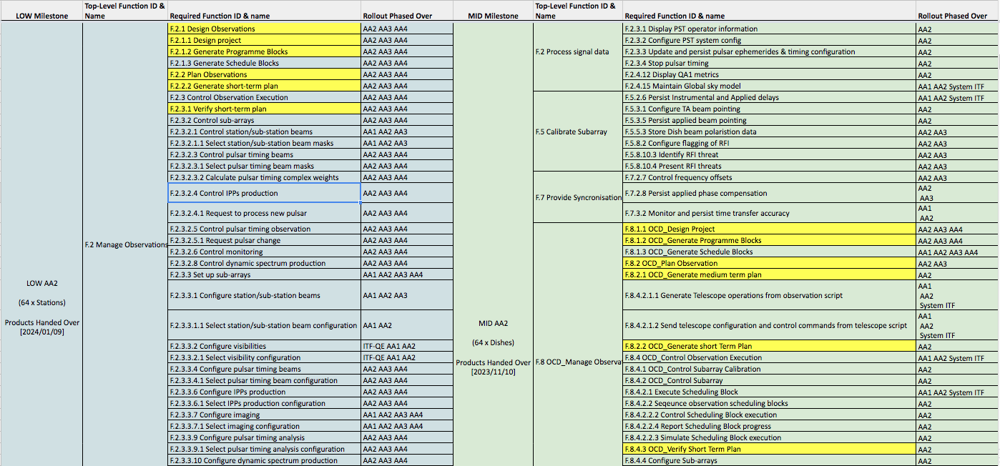 LOW Milestone
Top-Level Function ID &
Name
Required Function ID & name
Rollout Phased Over
MID Milestone
Top-Level Function ID &
Name
Required Function ID & name
Rollout Phased Over
LOW AA2
(64 x Stations)
Products Handed Over
[2024/01/09]
F.2 Manage Observations
F.2.1 Design Observations AA2 AA3 AA4
F.2.1.1 Design project AA2 AA3 AA4
F.2.1.2 Generate Programme Blocks AA2 AA3 AA4
F.2.1.3 Generate Schedule Blocks AA2 AA3 AA4
F.2.2 Plan Observations AA2 AA3 AA4
F.2.2.2 Generate short-term plan AA2 AA3 AA4
F.2.3 Control Observation Execution AA2 AA3 AA4
F.2.3.1 Verify short-term plan AA2 AA3 AA4
F.2.3.2 Control sub-arrays AA2 AA3 AA4
F.2.3.2.1 Control station/sub-station beams AA1 AA2 AA3
F.2.3.2.1.1 Select station/sub-station beam masks AA1 AA2 AA3
F.2.3.2.3 Control pulsar timing beams AA2 AA3 AA4
F.2.3.2.3.1 Select pulsar timing beam masks AA2 AA3 AA4
F.2.3.2.3.2 Calculate pulsar timing complex weights AA2 AA3 AA4
F.2.3.2.4 Control IPPs production AA2 AA3 AA4
F.2.3.2.4.1 Request to process new pulsar AA2 AA3 AA4
F.2.3.2.5 Control pulsar timing observation AA2 AA3 AA4
F.2.3.2.5.1 Request pulsar change AA2 AA3 AA4
F.2.3.2.6 Control monitoring AA2 AA3 AA4
F.2.3.2.8 Control dynamic spectrum production AA2 AA3 AA4
F.2.3.3 Set up sub-arrays AA1 AA2 AA3 AA4
F.2.3.3.1 Configure station/sub-station beams AA1 AA2 AA3
F.2.3.3.1.1 Select station/sub-station beam configuration AA1 AA2
F.2.3.3.2 Configure visibilities ITF-QE AA1 AA2
F.2.3.3.2.1 Select visibility configuration ITF-QE AA1 AA2
F.2.3.3.4 Configure pulsar timing beams AA2 AA3 AA4
F.2.3.3.4.1 Select pulsar timing beam configuration AA2 AA3 AA4
F.2.3.3.6 Configure IPPs production AA2 AA3 AA4
F.2.3.3.6.1 Select IPPs production configuration AA2 AA3 AA4
F.2.3.3.7 Configure imaging AA1 AA2 AA3 AA4
F.2.3.3.7.1 Select imaging configuration AA1 AA2 AA3 AA4
F.2.3.3.9 Configure pulsar timing analysis AA2 AA3 AA4
F.2.3.3.9.1 Select pulsar timing analysis configuration AA2 AA3 AA4
F.2.3.3.10 Configure dynamic spectrum production AA2 AA3 AA4
MID AA2
(64 x Dishes)
Products Handed Over
[2023/11/10]
F.2 Process signal data
F.2.3.1 Display PST operator information AA2
F.2.3.2 Configure PST system config AA2
F.2.3.3 Update and persist pulsar ephemerides & timing configuration AA2
F.2.3.4 Stop pulsar timing AA2
F.2.4.12 Display QA1 metrics AA2
F.2.4.15 Maintain Global sky model AA1 AA2 System ITF
F.5 Calibrate Subarray
F.5.2.6 Persist Instrumental and Applied delays AA1 AA2 System ITF
F.5.3.1 Configure TA beam pointing AA2
F.5.3.5 Persist applied beam pointing AA2
F.5.5.3 Store Dish beam polaristion data AA2 AA3
F.5.8.2 Configure flagging of RFI AA2 AA3
F.5.8.10.3 Identify RFI threat AA2 AA3
F.5.8.10.4 Present RFI threats AA2 AA3
F.7 Provide Syncronisation
F.7.2.7 Control frequency offsets AA2 AA3
F.7.2.8 Persist applied phase compensation AA2
AA3
F.7.3.2 Monitor and persist time transfer accuracy AA1
AA2
F.8 OCD_Manage Observa
F.8.1.1 OCD_Design Project AA2 AA3 AA4
F.8.1.2 OCD_Generate Programme Blocks AA2 AA3 AA4
F.8.1.3 OCD_Generate Schedule Blocks AA1 AA2 AA3 AA4
F.8.2 OCD_Plan Observation AA2 AA3
F.8.2.1 OCD_Generate medium term plan AA2
F.8.4.2.1.1 Generate Telescope operations from observation script AA1
AA2
System ITF
F.8.4.2.1.2 Send telescope configuration and control commands from telescope script AA1
AA2
System ITF
F.8.2.2 OCD_Generate short Term Plan AA2
F.8.4 OCD_Control Observation Execution AA1 AA2 System ITF
F.8.4.1 OCD_Control Subarray Calibration AA2
F.8.4.2 OCD_Control Subarray AA2
F.8.4.2.1 Execute Scheduling Block AA1 AA2 System ITF
F.8.4.2.2 Seqeunce observation scheduling blocks AA2
F.8.4.2.2.2 Control Scheduling Block execution AA2
F.8.4.2.2.4 Report Scheduling Block progress AA2
F.8.4.2.2.3 Simulate Scheduling Block execution AA2
F.8.4.3 OCD_Verify Short Term Plan AA2
F.8.4.4 Configure Sub-arrays AA2